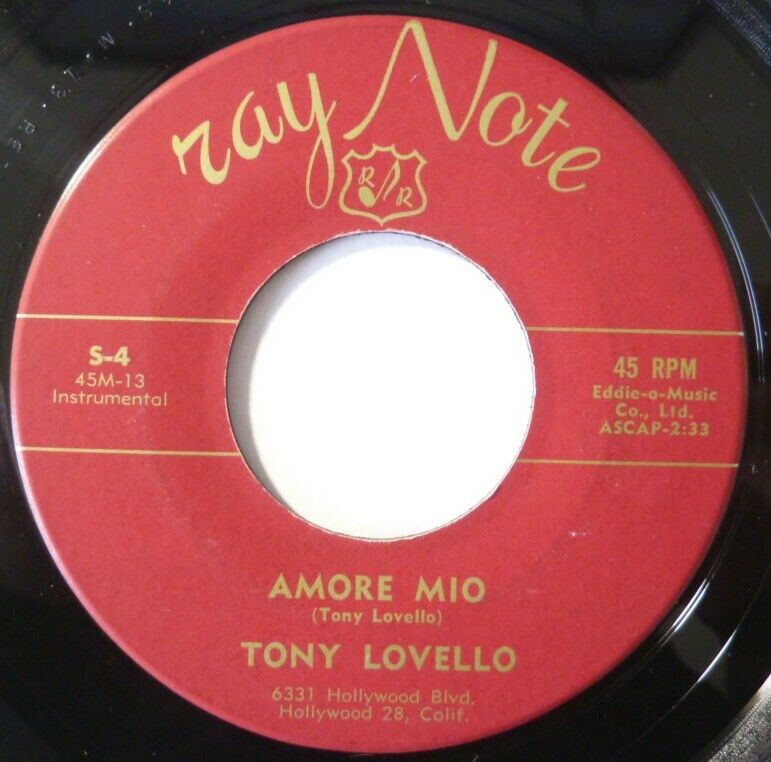 ray Note
R R
S-4
45M-13
Instrumental
45 RPM
Eddie-o-Music
Co., Ltd.
ASCAP-2:33
AMORE MIO
(Tony Lovello)
TONY LOVELLO
6331 Hollywood Blvd.
Hollywood 28, Calif.